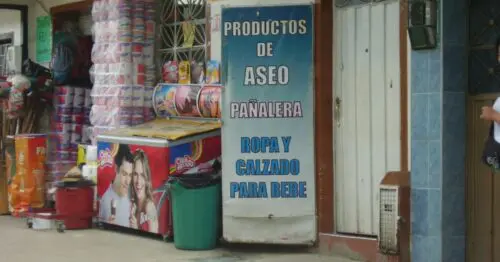 PRODUCTOS
DE
ASEO
PAÑALERA
ROPA Y
CALZADO
PARA BEBE